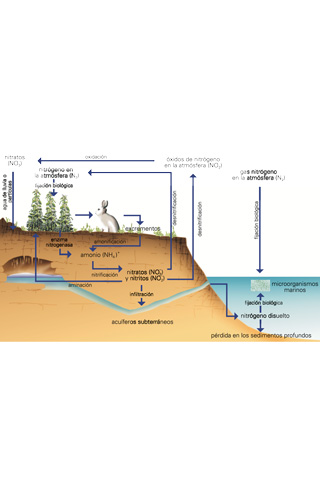 nitratos
(NO₃)
oxidación
óxidos de nitrógeno
en la atmósfera (NO₂)
nitrógeno en
la atmósfera (N₂)
fijación biológica
gas nitrógeno
en la atmósfera (N₂)
agua de lluvia o
desnitrificación
desnitrificación
fijación biológica
excrementos
enzima
nitrogenasa
amonificación
amonio (NH₄)⁺
nitrificación
nitratos (NO₃)
y nitritos (NO₂)
infiltración
acuíferos subterráneos
microorganismos
marinos
fijación biológica
nitrógeno disuelto
pérdida en los sedimentos profundos